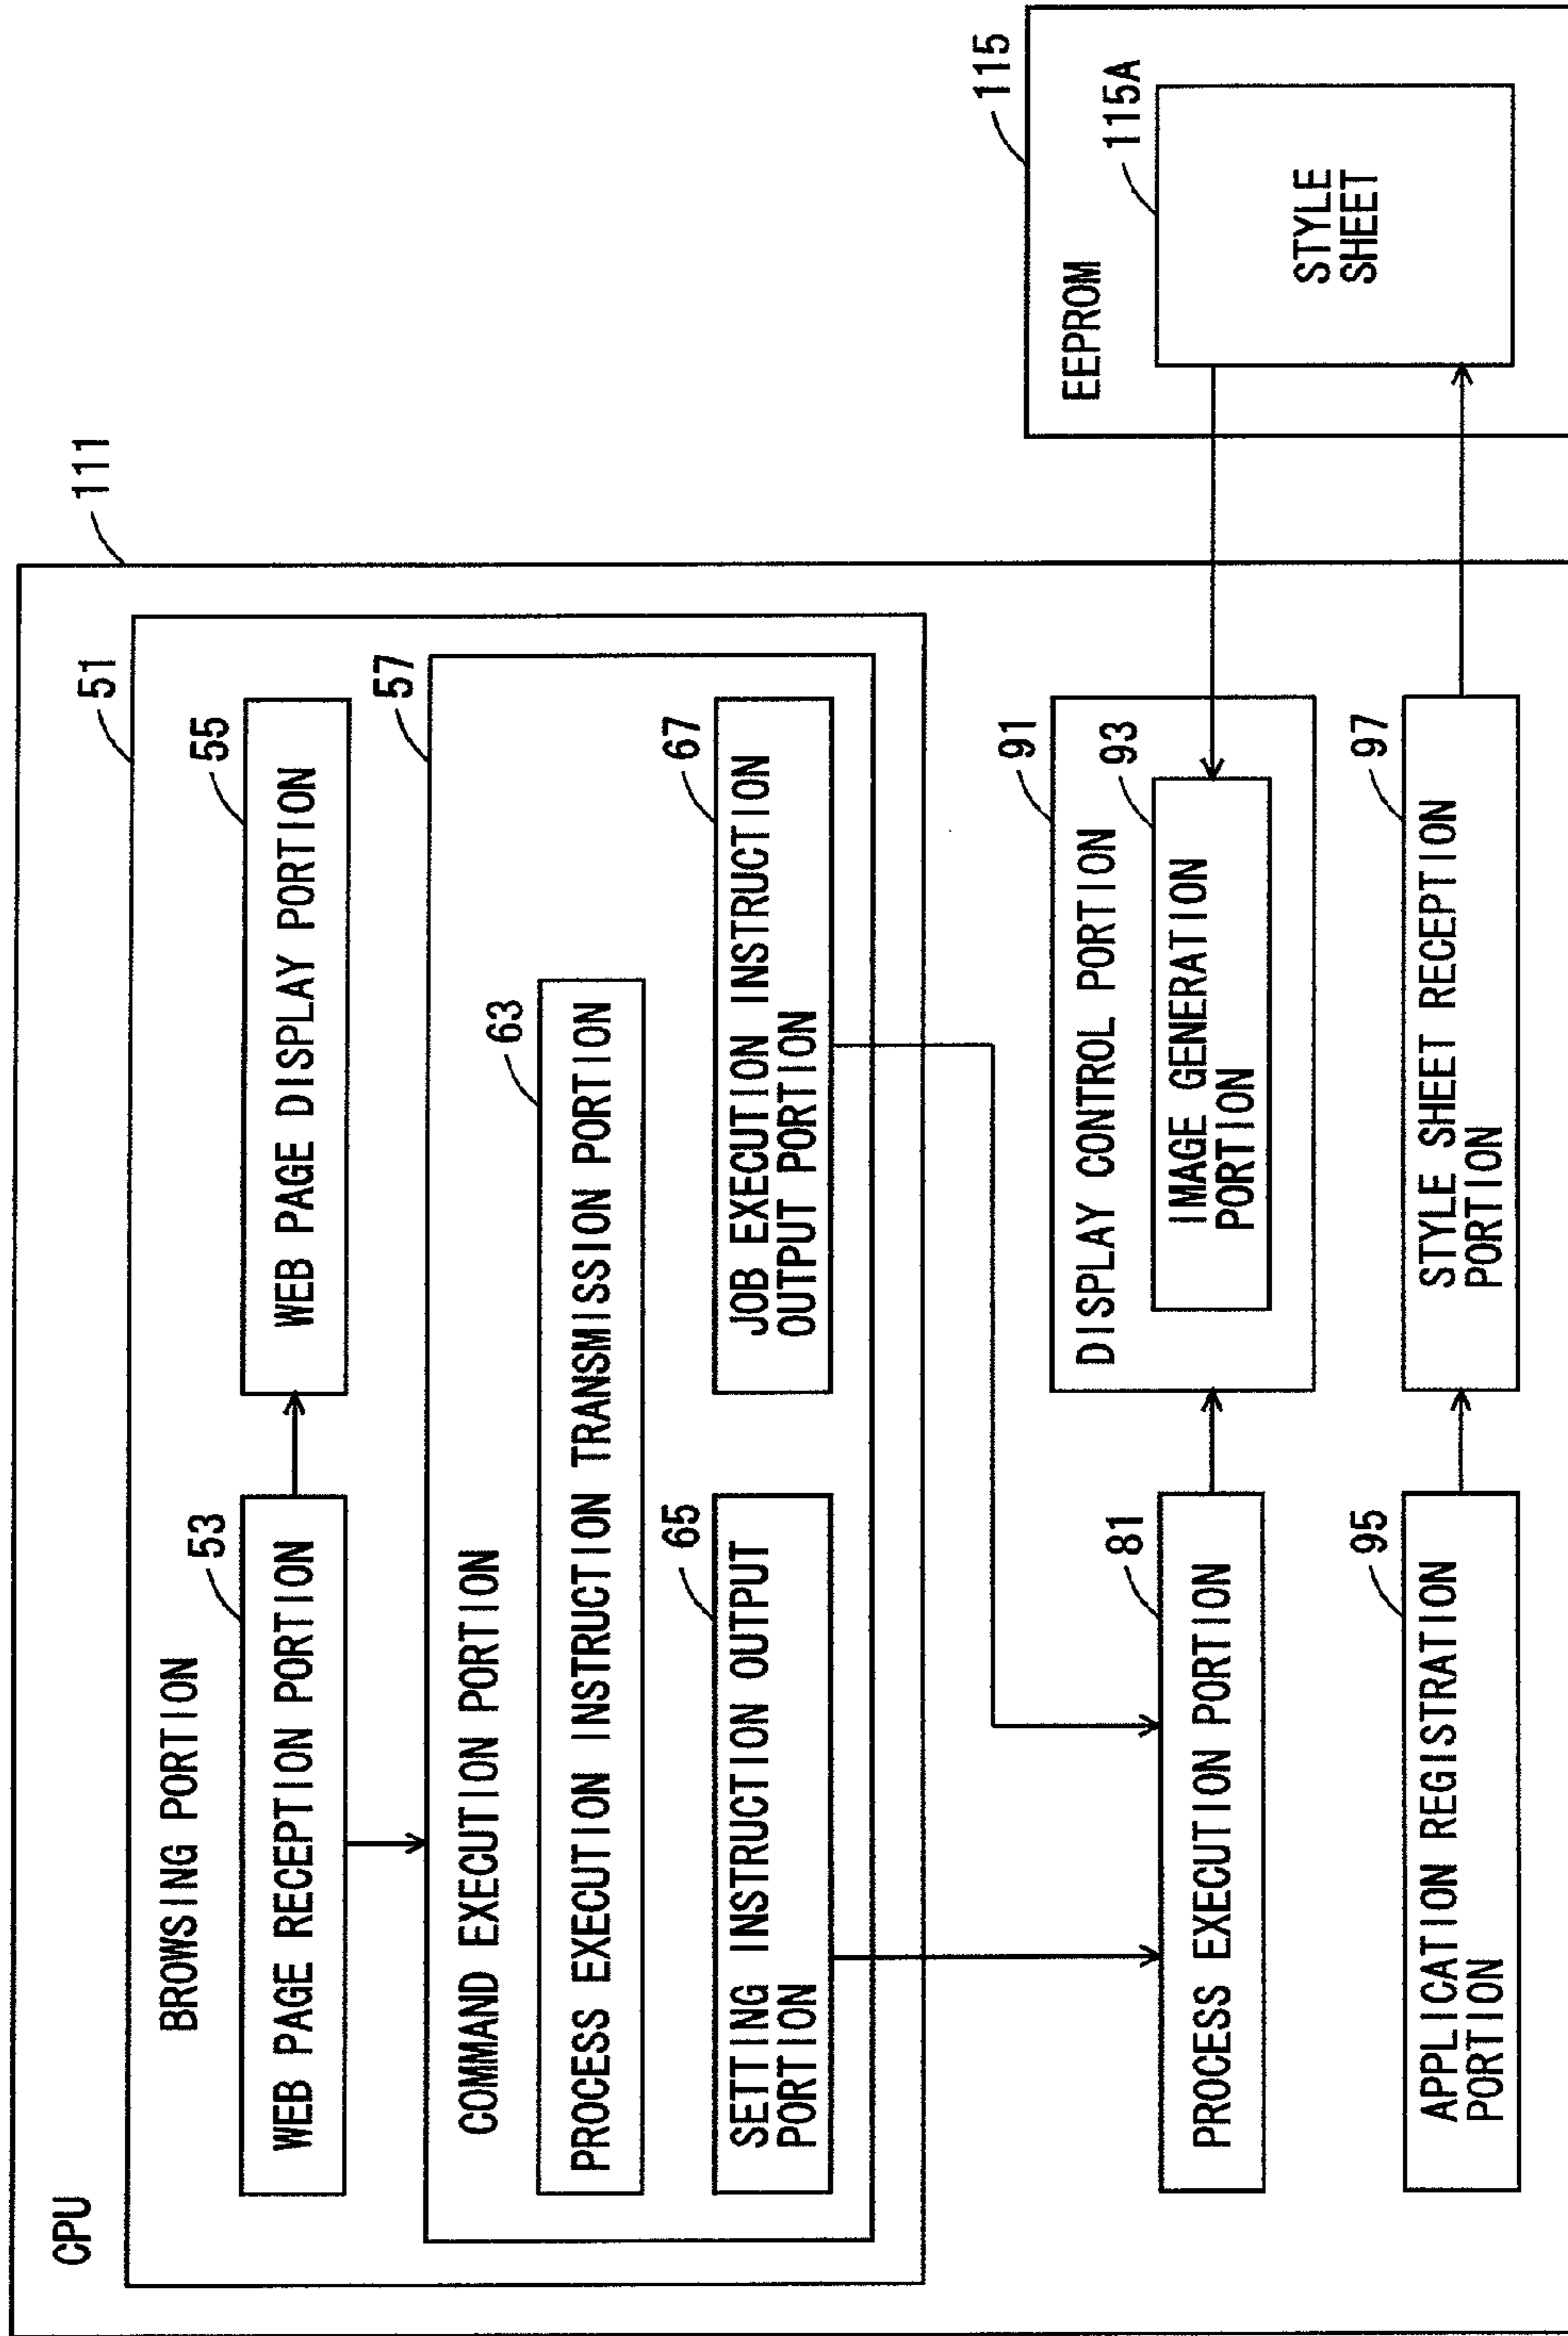 111
CPU
51
BROWSING PORTION
53
WEB PAGE RECEPTION PORTION
55
WEB PAGE DISPLAY PORTION
57
COMMAND EXECUTION PORTION
63
PROCESS EXECUTION INSTRUCTION TRANSMISSION PORTION
65
SETTING INSTRUCTION OUTPUT
PORTION
67
JOB EXECUTION INSTRUCTION
OUTPUT PORTION
81
PROCESS EXECUTION PORTION
91
DISPLAY CONTROL PORTION
93
IMAGE GENERATION
PORTION
95
APPLICATION REGISTRATION
PORTION
97
STYLE SHEET RECEPTION
PORTION
115
EEPROM
115A
STYLE
SHEET